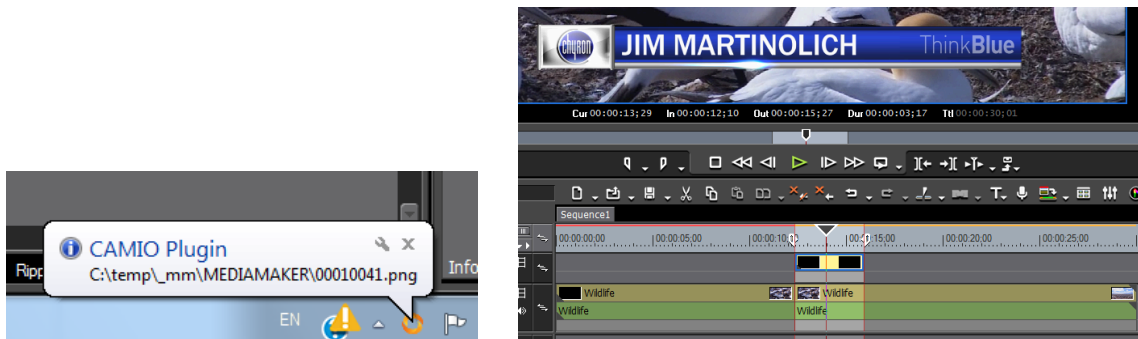 CAMIO Plugin
C:\temp\_mm\MEDIAMAKER\00010041.png
Ripp
Info
EN
CHYRON
JIM MARTINOLICH
ThinkBlue
Cur 00:00:13;29 In 00:00:12;10 Out 00:00:15;27 Dur 00:00:03;17 Ttl 00:00:30;01
Sequence1
00:00:00;00 00:00:05;00 00:00:10;0 00:00:15;00 00:00:20;00 00:00:25;00
Wildlife Wildlife
Wildlife Wildlife